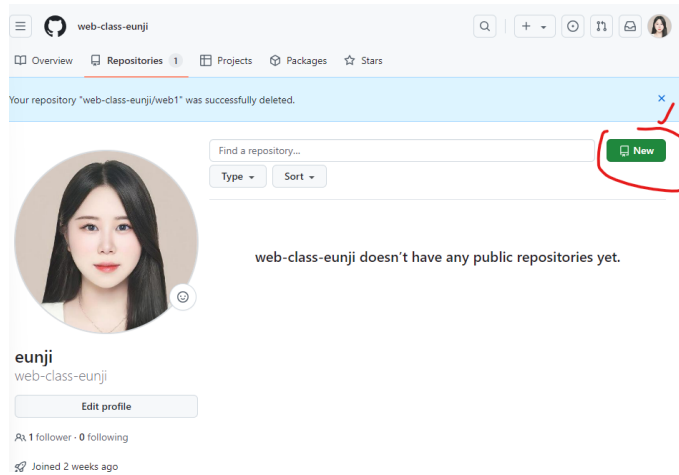 web-class-eunji
Overview Repositories 1 Projects Packages Stars
Your repository "web-class-eunji/web1" was successfully deleted.
Find a repository...
New
Type Sort
web-class-eunji doesn't have any public repositories yet.
eunji
web-class-eunji
Edit profile
1 follower · 0 following
Joined 2 weeks ago